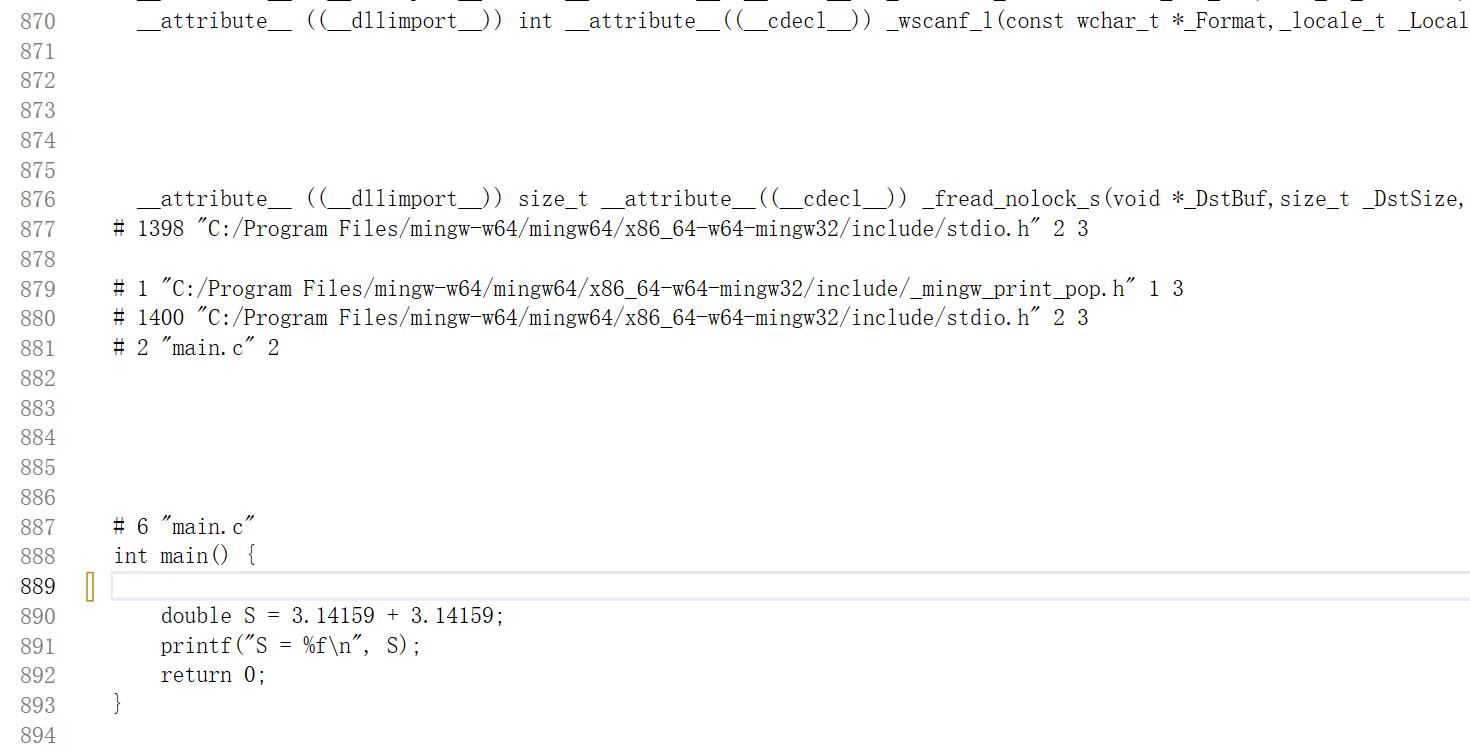 870 __attribute__ ((__dllimport__)) int __attribute__((__cdecl__)) _wscanf_l(const wchar_t *_Format,_locale_t _Local
871
872
873
874
875
876 __attribute__ ((__dllimport__)) size_t __attribute__((__cdecl__)) _fread_nolock_s(void *_DstBuf,size_t _DstSize,
877 # 1398 "C:/Program Files/mingw-w64/mingw64/x86_64-w64-mingw32/include/stdio.h" 2 3
878
879 # 1 "C:/Program Files/mingw-w64/mingw64/x86_64-w64-mingw32/include/_mingw_print_pop.h" 1 3
880 # 1400 "C:/Program Files/mingw-w64/mingw64/x86_64-w64-mingw32/include/stdio.h" 2 3
881 # 2 "main.c" 2
882
883
884
885
886
887 # 6 "main.c"
888 int main() {
889
890 double S = 3.14159 + 3.14159;
891 printf("S = %f\n", S);
892 return 0;
893 }
894